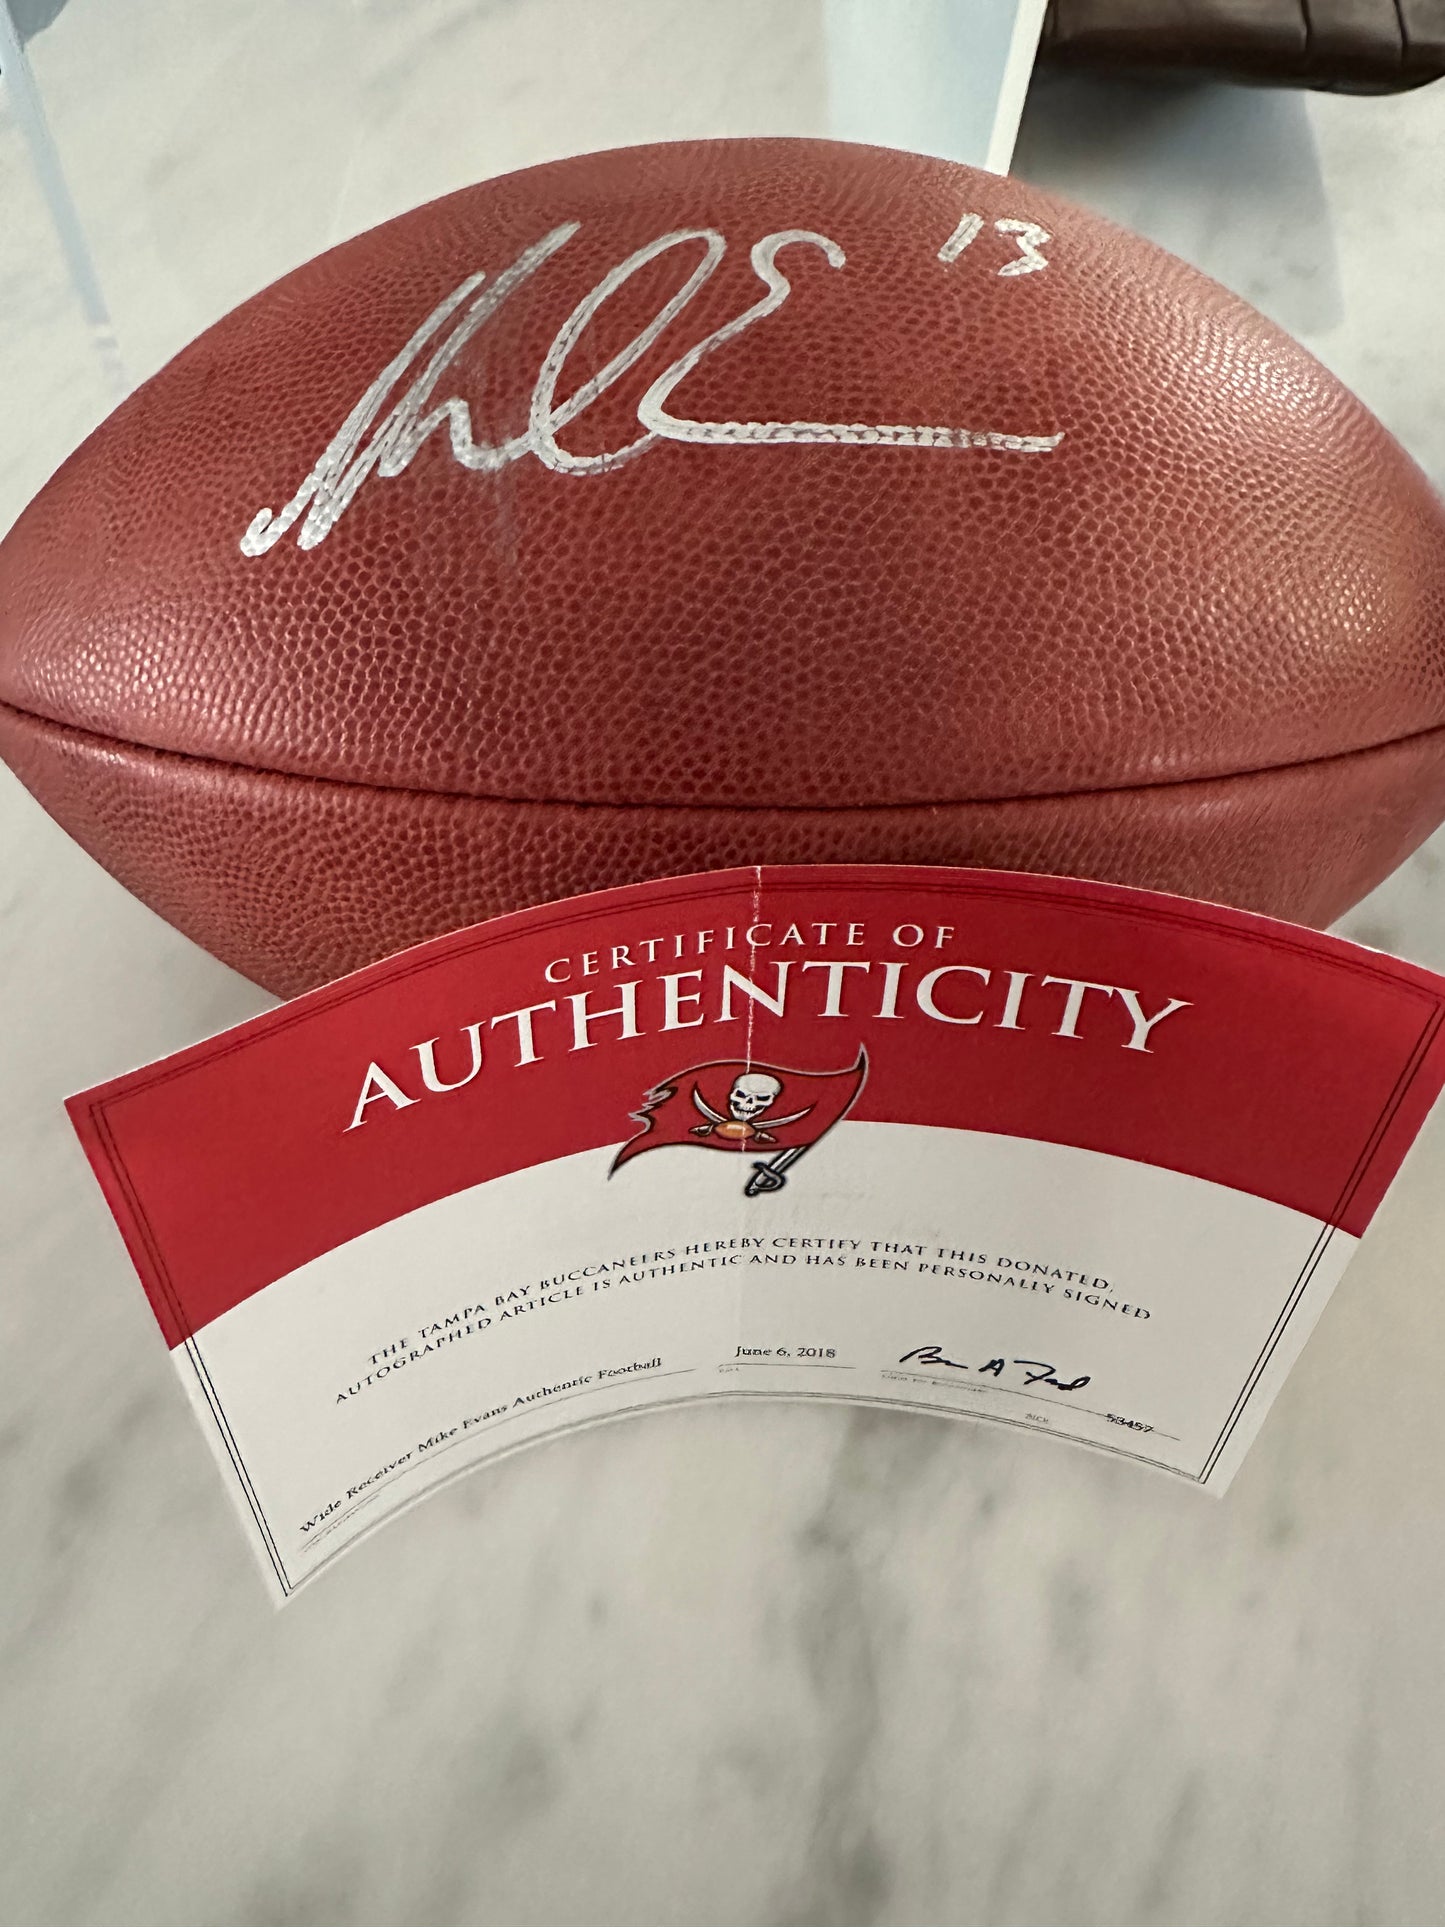 13
CERTIFICATE OF
AUTHENTICITY
THE TAMPA BAY BUCCANEERS HEREBY CERTIFY THAT THIS DONATED,
AUTOGRAPHED ARTICLE IS AUTHENTIC AND HAS BEEN PERSONALLY SIGNED
Wide Receiver Mike Evans Authentic Football
June 6, 2018
53457